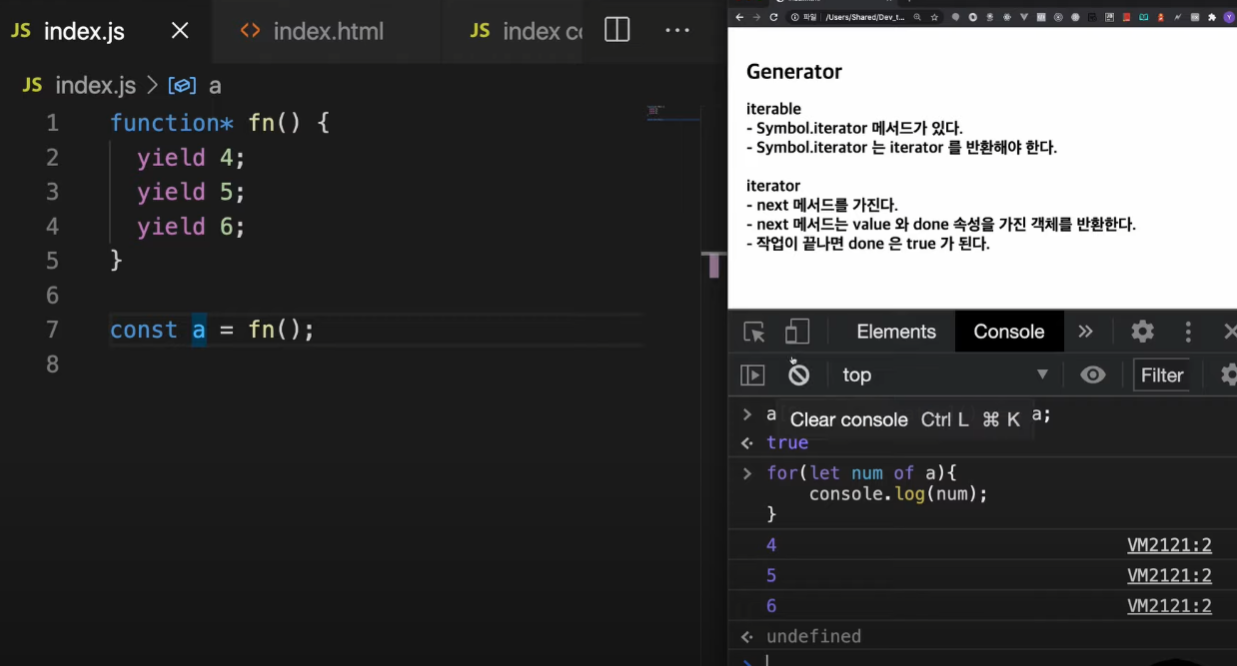 JS index.js
index.html
JS index
JS index.js > a
1 function* fn() {
2 yield 4;
3 yield 5;
4 yield 6;
5 }
6
7 const a = fn();
8
파일 /Users/Shared/Dev_t...
Generator
iterable
- Symbol.iterator 메서드가 있다.
- Symbol.iterator 는 iterator 를 반환해야 한다.
iterator
- next 메서드를 가진다.
- next 메서드는 value 와 done 속성을 가진 객체를 반환한다.
- 작업이 끝나면 done 은 true 가 된다.
Elements Console
top Filter
a a;
Clear console Ctrl L ⌘ K
true
for(let num of a){
console.log(num);
}
4 VM2121:2
5 VM2121:2
6 VM2121:2
undefined